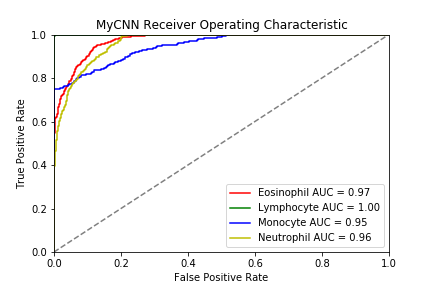 MyCNN Receiver Operating Characteristic
1.0
0.8
0.6
0.4
0.2
0.0
True Positive Rate
Eosinophil AUC = 0.97
Lymphocyte AUC = 1.00
Monocyte AUC = 0.95
Neutrophil AUC = 0.96
0.0 0.2 0.4 0.6 0.8 1.0
False Positive Rate